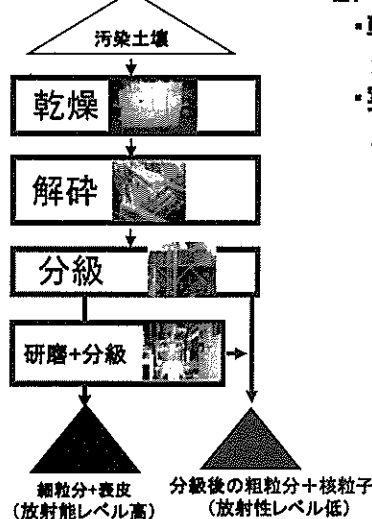 汚染土壌
乾燥
解砕
分級
研磨+分級
細粒分+表皮
(放射能レベル高)
分級後の粗粒分+核粒子
(放射性レベル低)